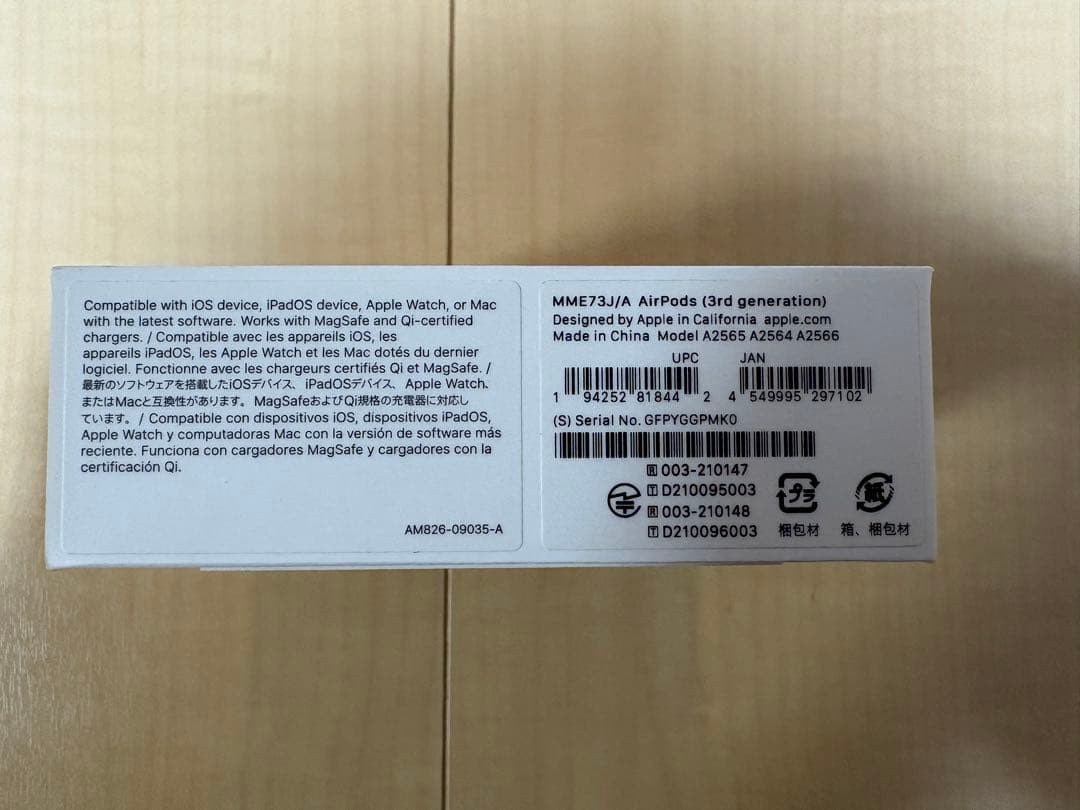 Compatible with iOS device, iPadOS device, Apple Watch, or Mac
with the latest software. Works with MagSafe and Qi-certified
chargers. / Compatible avec les appareils iOS, les
appareils iPadOS, les Apple Watch et les Mac dotés du dernier
logiciel. Fonctionne avec les chargeurs certifiés Qi et MagSafe. /
最新のソフトウェアを搭載したiOSデバイス、iPadOSデバイス、Apple Watch、
またはMacと互換性があります。MagSafeおよびQi規格の充電器に対応し
ています。/ Compatible con dispositivos iOS, dispositivos iPadOS,
Apple Watch y computadoras Mac con la versión de software más
reciente. Funciona con cargadores MagSafe y cargadores con la
certificación Qi.
AM826-09035-A
MME73J/A AirPods (3rd generation)
Designed by Apple in California apple.com
Made in China Model A2565 A2564 A2566
UPC JAN
1 94252 81844 2 4 549995 297102
(S) Serial No. GFPYGGPMK0
R 003-210147
T D210095003
R 003-210148
T D210096003
プラ
紙
梱包材 箱、梱包材